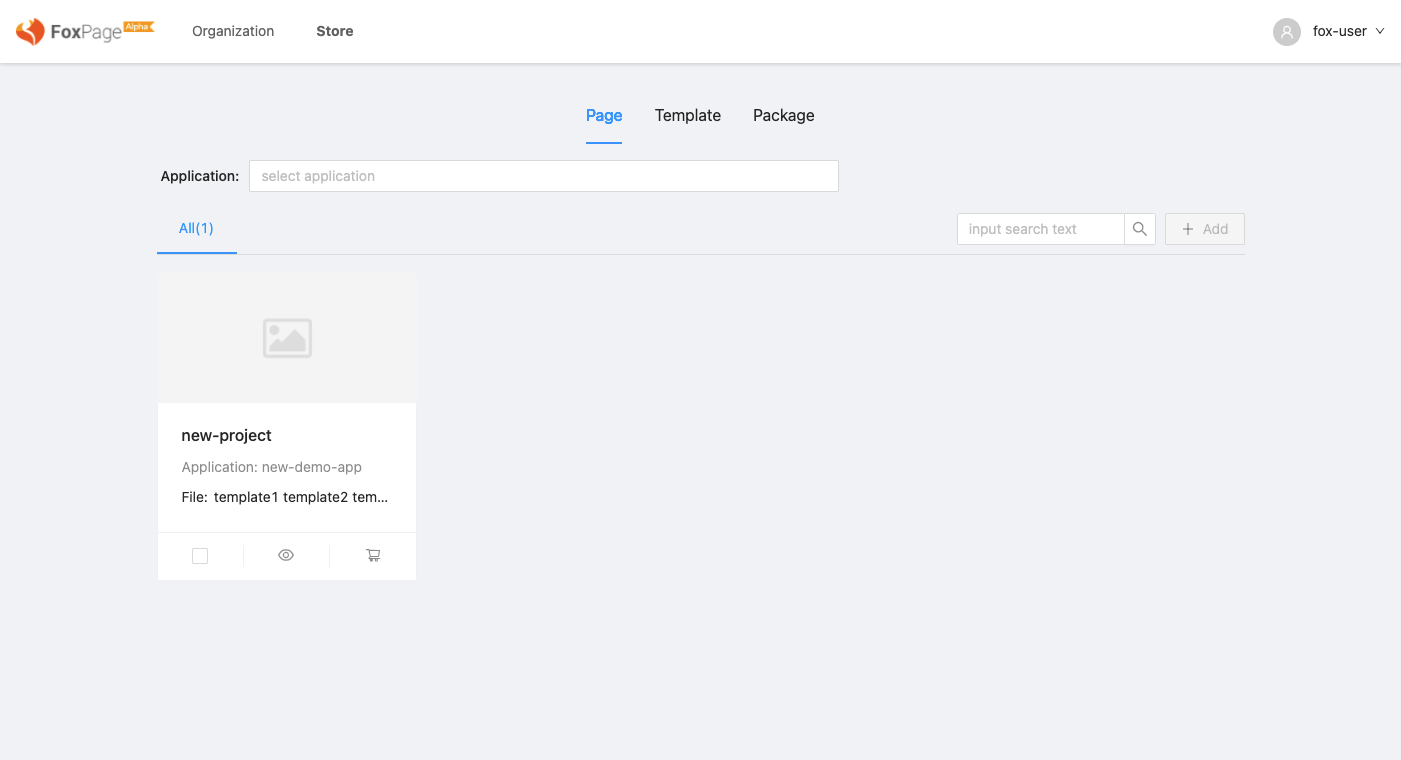 FoxPage Alpha Organization Store fox-user
Page Template Package
Application: select application
All(1) input search text Add
new-project
Application: new-demo-app
File: template1 template2 tem...